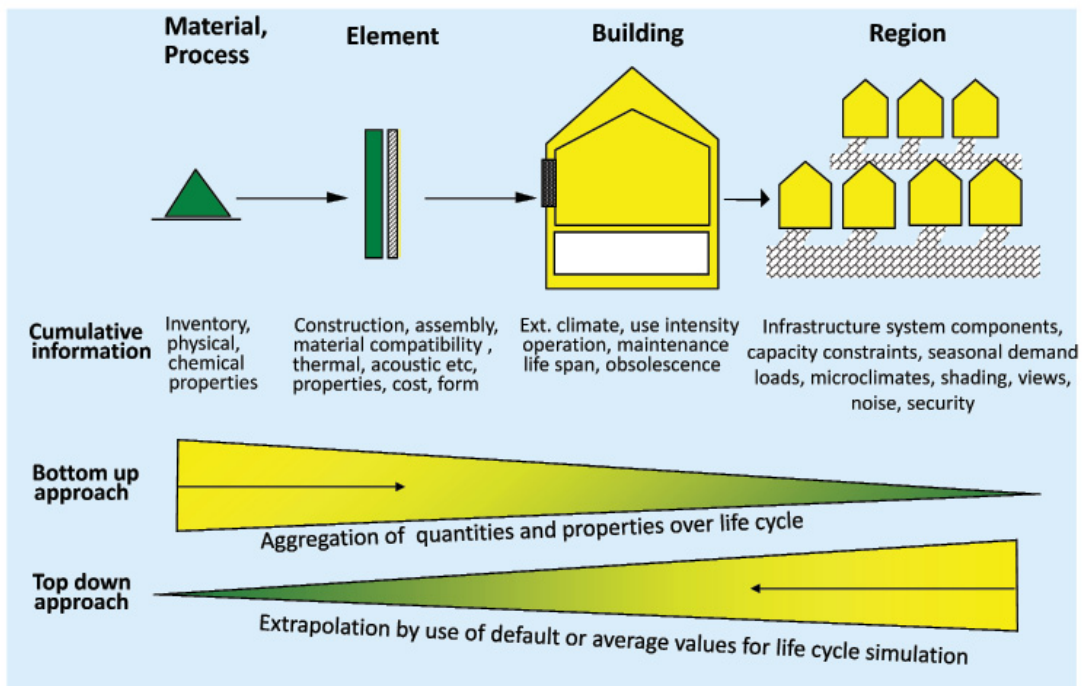 Material,
Process
Element
Building
Region
Cumulative
information
Inventory,
physical,
chemical
properties
Construction, assembly,
material compatibility ,
thermal, acoustic etc,
properties, cost, form
Ext. climate, use intensity
operation, maintenance
life span, obsolescence
Infrastructure system components,
capacity constraints, seasonal demand
loads, microclimates, shading, views,
noise, security
Bottom up
approach
Aggregation of quantities and properties over life cycle
Top down
approach
Extrapolation by use of default or average values for life cycle simulation